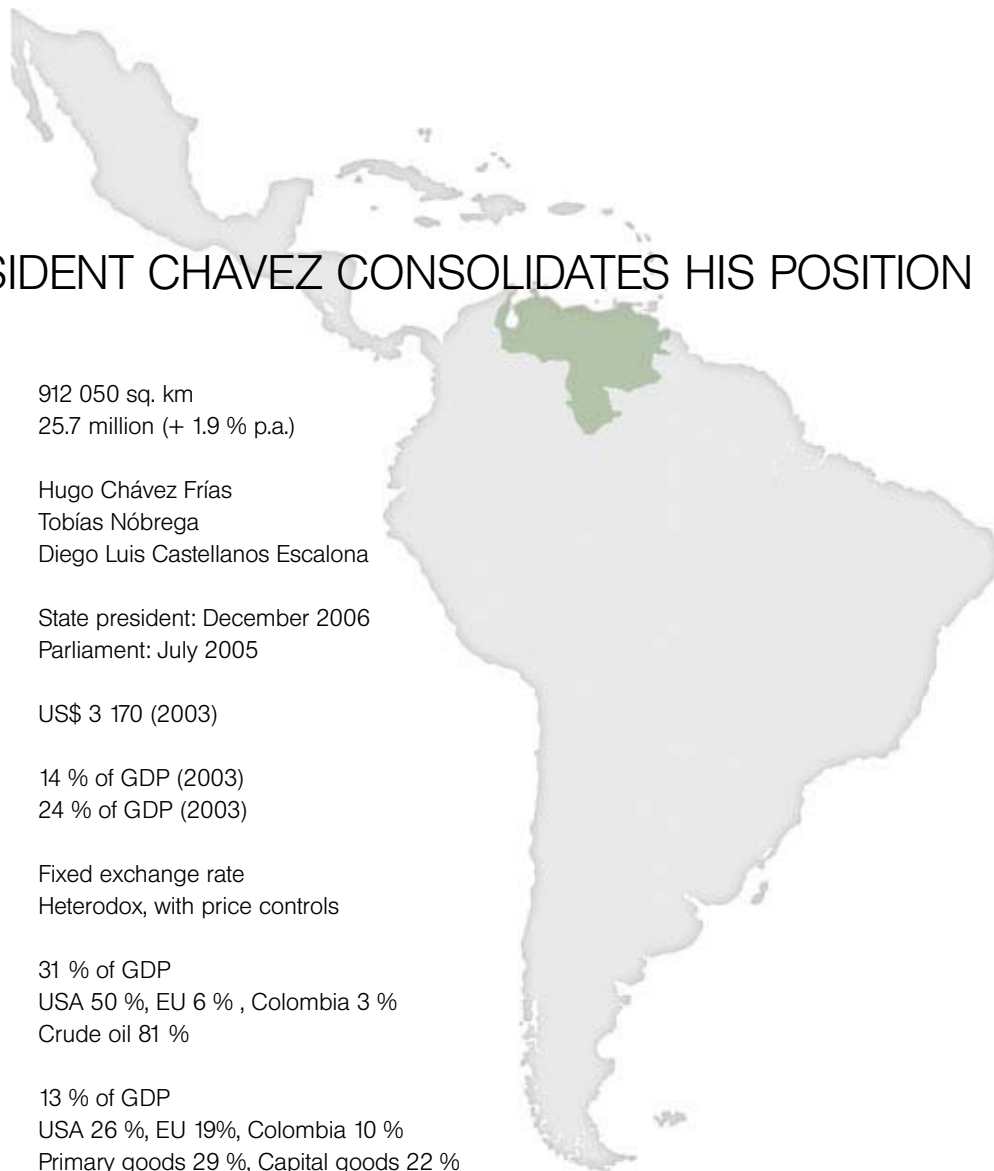 SIDENT CHAVEZ CONSOLIDATES HIS POSITION
912 050 sq. km
25.7 million (+ 1.9 % p.a.)
Hugo Chávez Frías
Tobías Nóbrega
Diego Luis Castellanos Escalona
State president: December 2006
Parliament: July 2005
US$ 3 170 (2003)
14 % of GDP (2003)
24 % of GDP (2003)
Fixed exchange rate
Heterodox, with price controls
31 % of GDP
USA 50 %, EU 6 % , Colombia 3 %
Crude oil 81 %
13 % of GDP
USA 26 %, EU 19%, Colombia 10 %
Primary goods 29 %, Capital goods 22 %